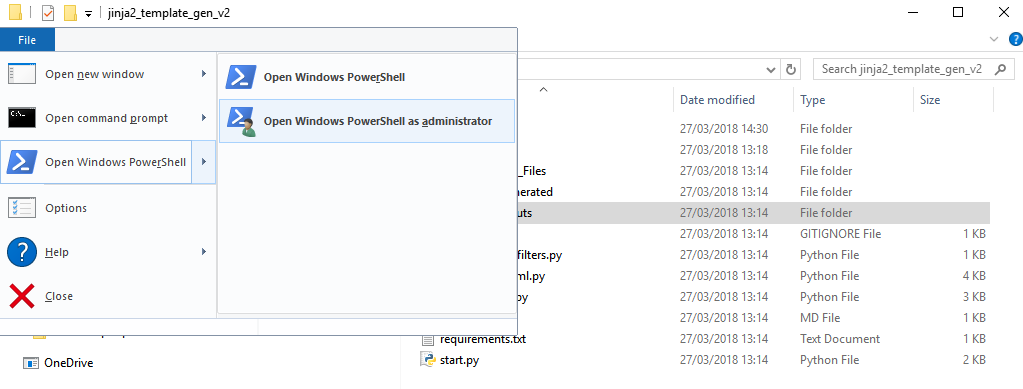 jinja2_template_gen_v2
File
Open new window
Open command prompt
Open Windows PowerShell
Options
Help
Close
Open Windows PowerShell
Open Windows PowerShell as administrator
Search jinja2_template_gen_v2
Date modified Type Size
27/03/2018 14:30 File folder
27/03/2018 13:18 File folder
_Files 27/03/2018 13:14 File folder
nerated 27/03/2018 13:14 File folder
uts 27/03/2018 13:14 File folder
27/03/2018 13:14 GITIGNORE File 1 KB
filters.py 27/03/2018 13:14 Python File 1 KB
ml.py 27/03/2018 13:14 Python File 4 KB
py 27/03/2018 13:14 Python File 3 KB
27/03/2018 13:14 MD File 1 KB
requirements.txt 27/03/2018 13:14 Text Document 1 KB
start.py 27/03/2018 13:14 Python File 2 KB
OneDrive